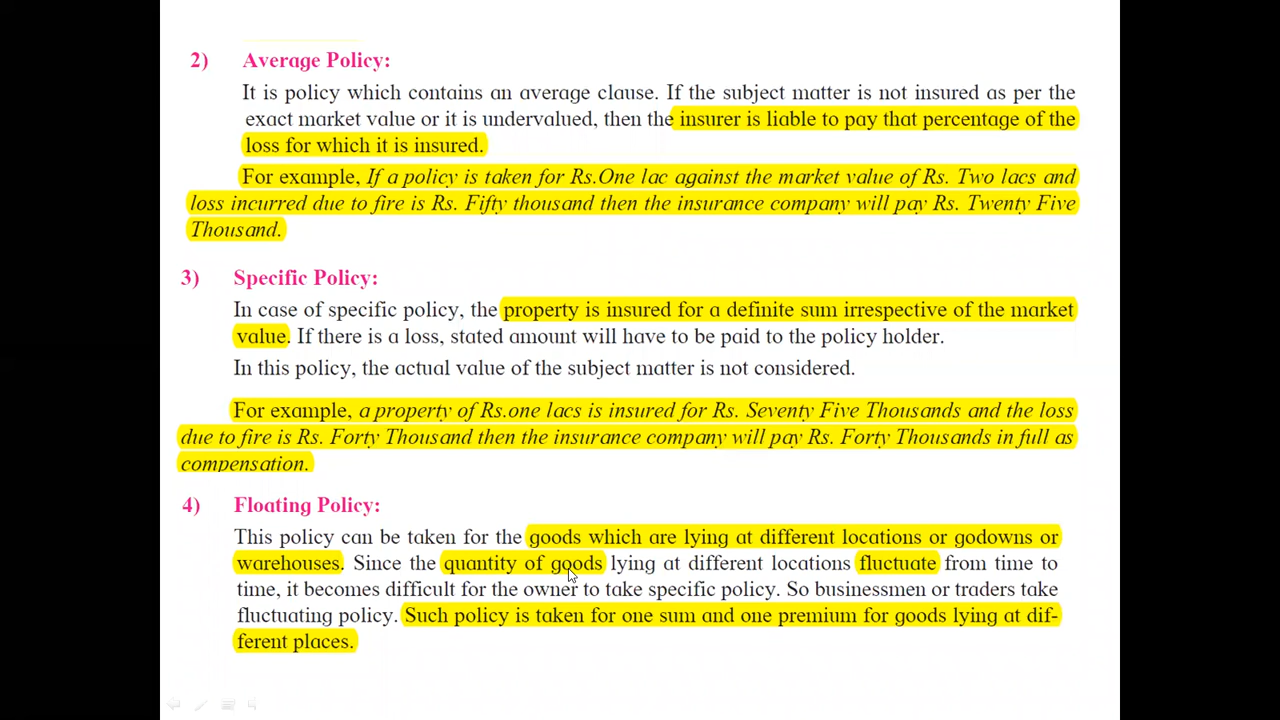 2) Average Policy:
It is policy which contains an average clause. If the subject matter is not insured as per the
exact market value or it is undervalued, then the insurer is liable to pay that percentage of the
loss for which it is insured.
For example, If a policy is taken for Rs.One lac against the market value of Rs. Two lacs and
loss incurred due to fire is Rs. Fifty thousand then the insurance company will pay Rs. Twenty Five
Thousand.
3) Specific Policy:
In case of specific policy, the property is insured for a definite sum irrespective of the market
value. If there is a loss, stated amount will have to be paid to the policy holder.
In this policy, the actual value of the subject matter is not considered.
For example, a property of Rs.one lacs is insured for Rs. Seventy Five Thousands and the loss
due to fire is Rs. Forty Thousand then the insurance company will pay Rs. Forty Thousands in full as
compensation.
4) Floating Policy:
This policy can be taken for the goods which are lying at different locations or godowns or
warehouses. Since the quantity of goods lying at different locations fluctuate from time to
time, it becomes difficult for the owner to take specific policy. So businessmen or traders take
fluctuating policy. Such policy is taken for one sum and one premium for goods lying at dif-
ferent places.